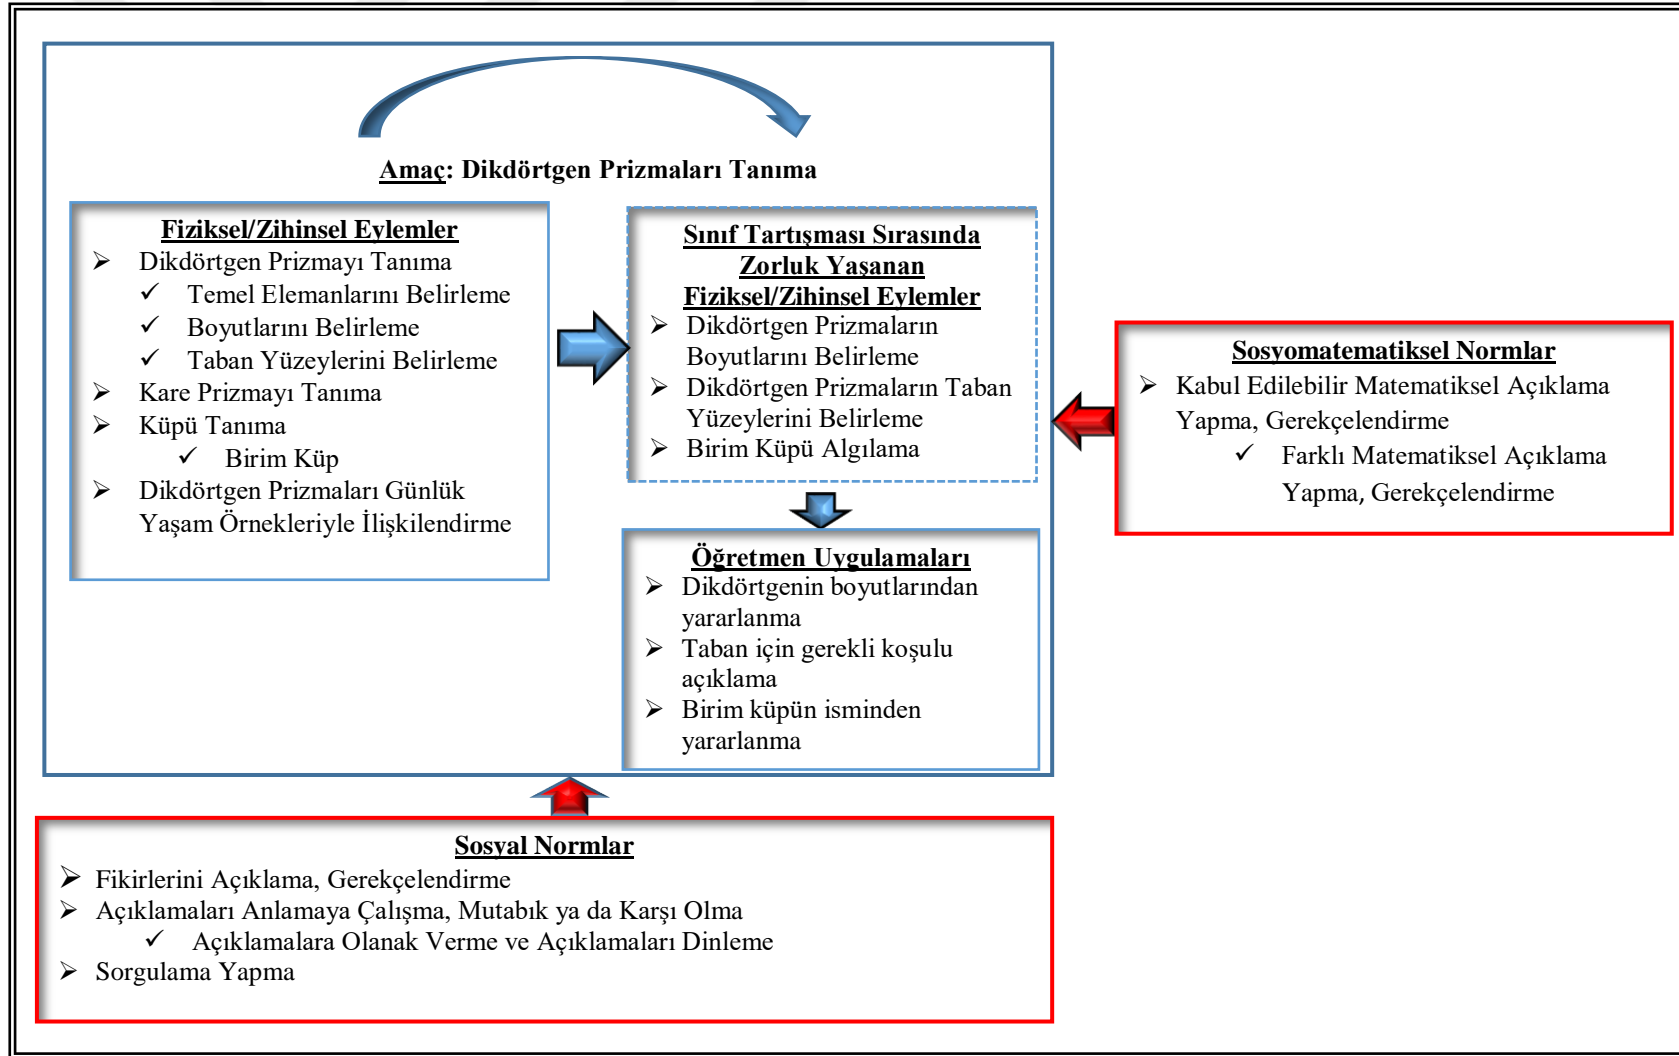 Amaç: Dikdörtgen Prizmaları Tanıma
Fiziksel/Zihinsel Eylemler
➢ Dikdörtgen Prizmayı Tanıma
✓ Temel Elemanlarını Belirleme
✓ Boyutlarını Belirleme
✓ Taban Yüzeylerini Belirleme
➢ Kare Prizmayı Tanıma
➢ Küpü Tanıma
✓ Birim Küp
➢ Dikdörtgen Prizmaları Günlük
Yaşam Örnekleriyle İlişkilendirme
Sınıf Tartışması Sırasında
Zorluk Yaşanan
Fiziksel/Zihinsel Eylemler
➢ Dikdörtgen Prizmaların
Boyutlarını Belirleme
➢ Dikdörtgen Prizmaların Taban
Yüzeylerini Belirleme
➢ Birim Küpü Algılama
Öğretmen Uygulamaları
➢ Dikdörtgenin boyutlarından
yararlanma
➢ Taban için gerekli koşulu
açıklama
➢ Birim küpün isminden
yararlanma
Sosyomatematiksel Normlar
➢ Kabul Edilebilir Matematiksel Açıklama
Yapma, Gerekçelendirme
✓ Farklı Matematiksel Açıklama
Yapma, Gerekçelendirme
Sosyal Normlar
➢ Fikirlerini Açıklama, Gerekçelendirme
➢ Açıklamaları Anlamaya Çalışma, Mutabık ya da Karşı Olma
✓ Açıklamalara Olanak Verme ve Açıklamaları Dinleme
➢ Sorgulama Yapma